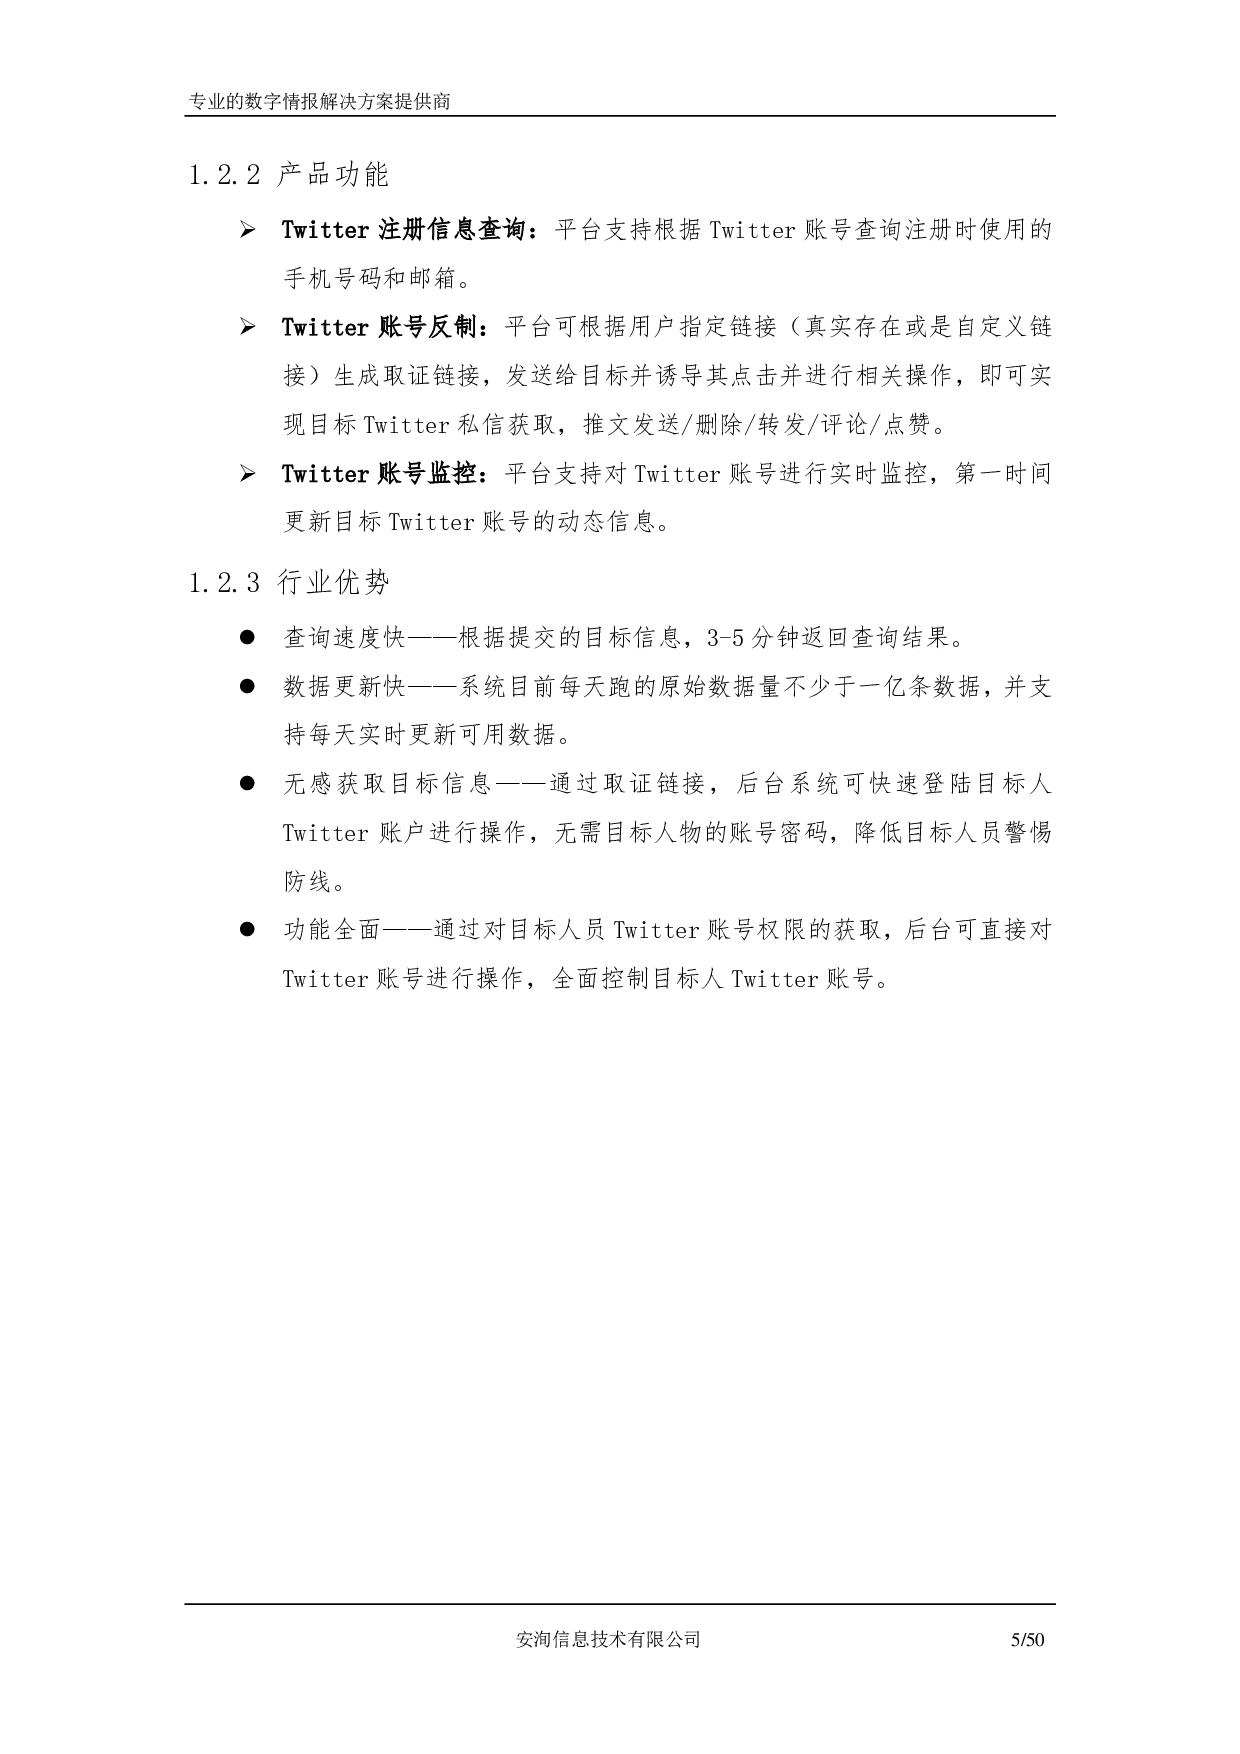 专业的数字情报解决方案提供商
1.2.2 产品功能
➢ Twitter 注册信息查询：平台支持根据 Twitter 账号查询注册时使用的
手机号码和邮箱。
➢ Twitter 账号反制：平台可根据用户指定链接（真实存在或是自定义链
接）生成取证链接，发送给目标并诱导其点击并进行相关操作，即可实
现目标 Twitter 私信获取，推文发送/删除/转发/评论/点赞。
➢ Twitter 账号监控：平台支持对 Twitter 账号进行实时监控，第一时间
更新目标 Twitter 账号的动态信息。
1.2.3 行业优势
● 查询速度快——根据提交的目标信息，3-5 分钟返回查询结果。
● 数据更新快——系统目前每天跑的原始数据量不少于一亿条数据，并支
持每天实时更新可用数据。
● 无感获取目标信息——通过取证链接，后台系统可快速登陆目标人
Twitter 账户进行操作，无需目标人物的账号密码，降低目标人员警惕
防线。
● 功能全面——通过对目标人员 Twitter 账号权限的获取，后台可直接对
Twitter 账号进行操作，全面控制目标人 Twitter 账号。
安洵信息技术有限公司 5/50